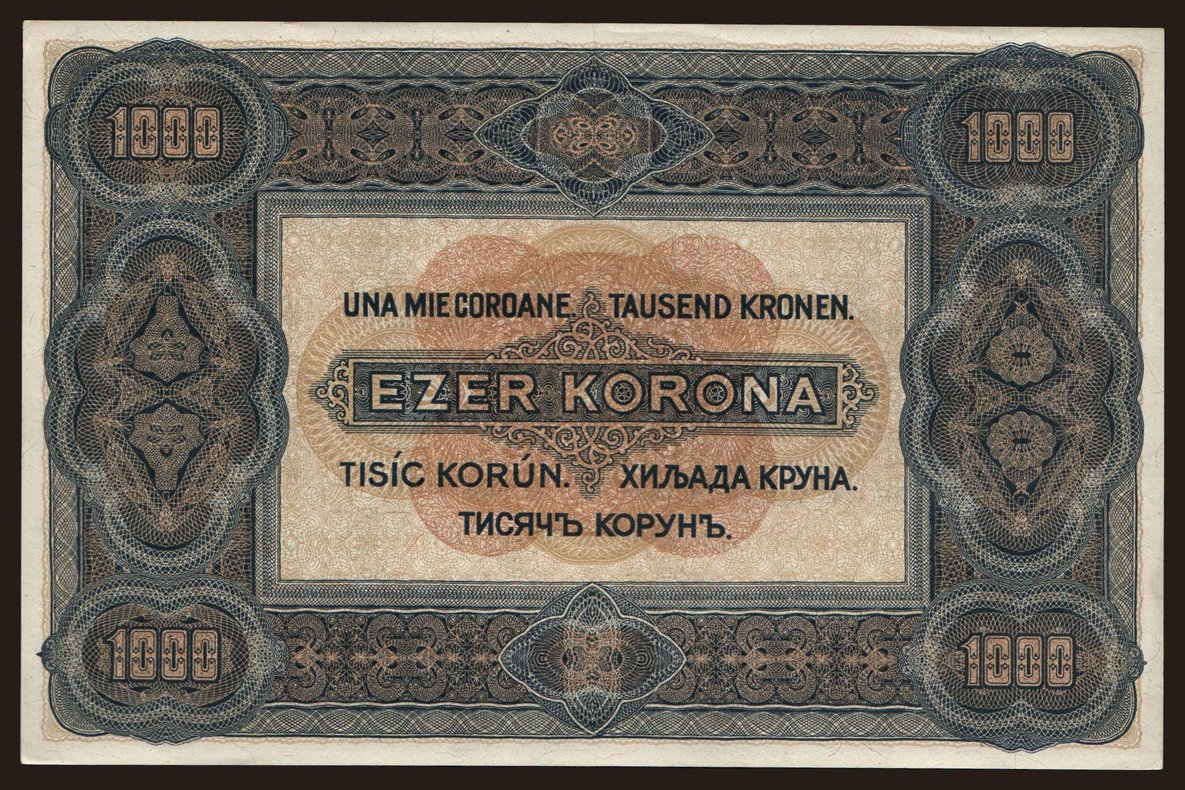 1000 1000
UNA MIE COROANE. TAUSEND KRONEN.
EZER KORONA
TISÍC KORÚN. ХИЉАДА КРУНА.
ТИСЯЧЪ КОРУНЪ.
1000 1000